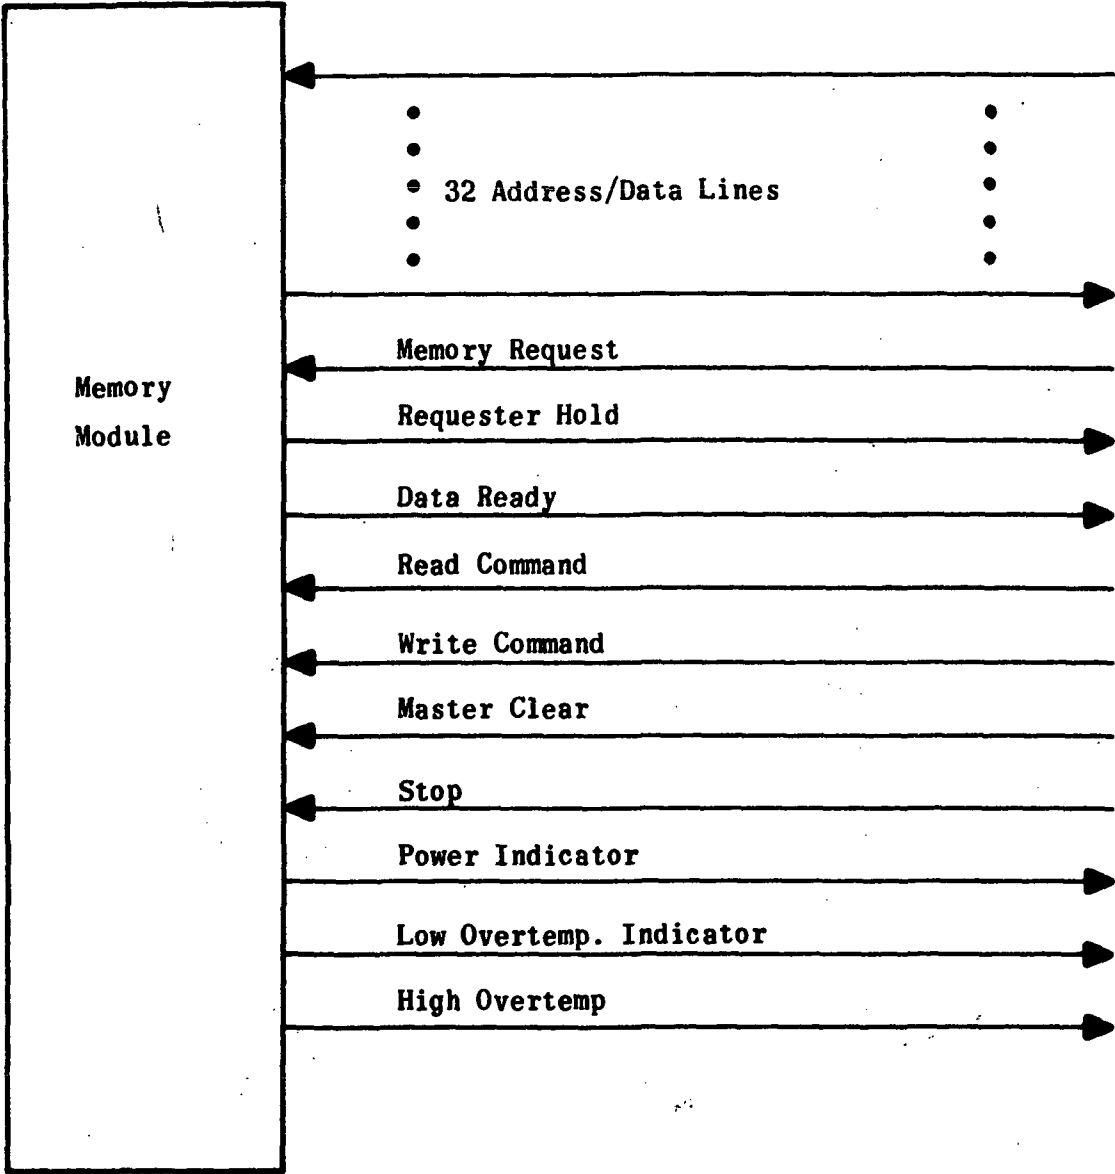 32 Address/Data Lines
Memory Request
Memory
Module
Requester Hold
Data Ready
Read Command
Write Command
Master Clear
Stop
Power Indicator
Low Overtemp. Indicator
High Overtemp